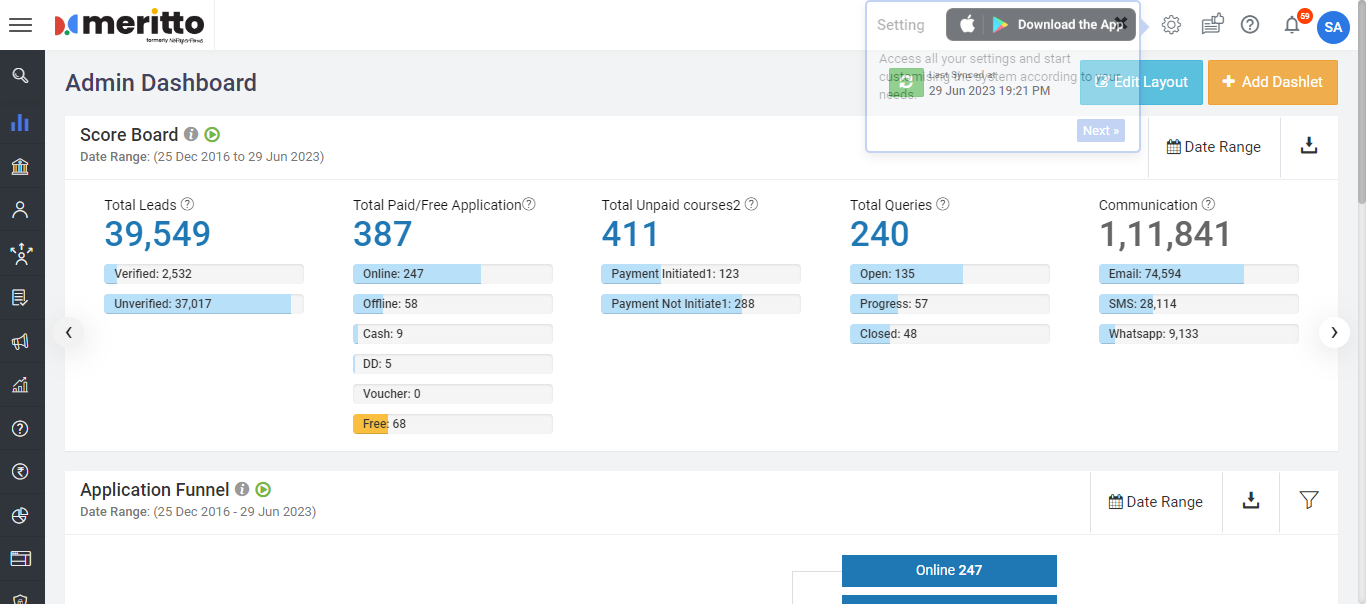 meritto
formerly NoPaperForms
Setting
Download the App
59
SA
Access all your settings and start
customising the system according to your
needs.
Last Synced at
29 Jun 2023 19:21 PM
Next »
Admin Dashboard
Edit Layout
Add Dashlet
Score Board
Date Range: (25 Dec 2016 to 29 Jun 2023)
Date Range
Total Leads
39,549
Verified: 2,532
Unverified: 37,017
Total Paid/Free Application
387
Online: 247
Offline: 58
Cash: 9
DD: 5
Voucher: 0
Free: 68
Total Unpaid courses2
411
Payment Initiated1: 123
Payment Not Initiate1: 288
Total Queries
240
Open: 135
Progress: 57
Closed: 48
Communication
1,11,841
Email: 74,594
SMS: 28,114
Whatsapp: 9,133
Application Funnel
Date Range: (25 Dec 2016 - 29 Jun 2023)
Date Range
Online 247